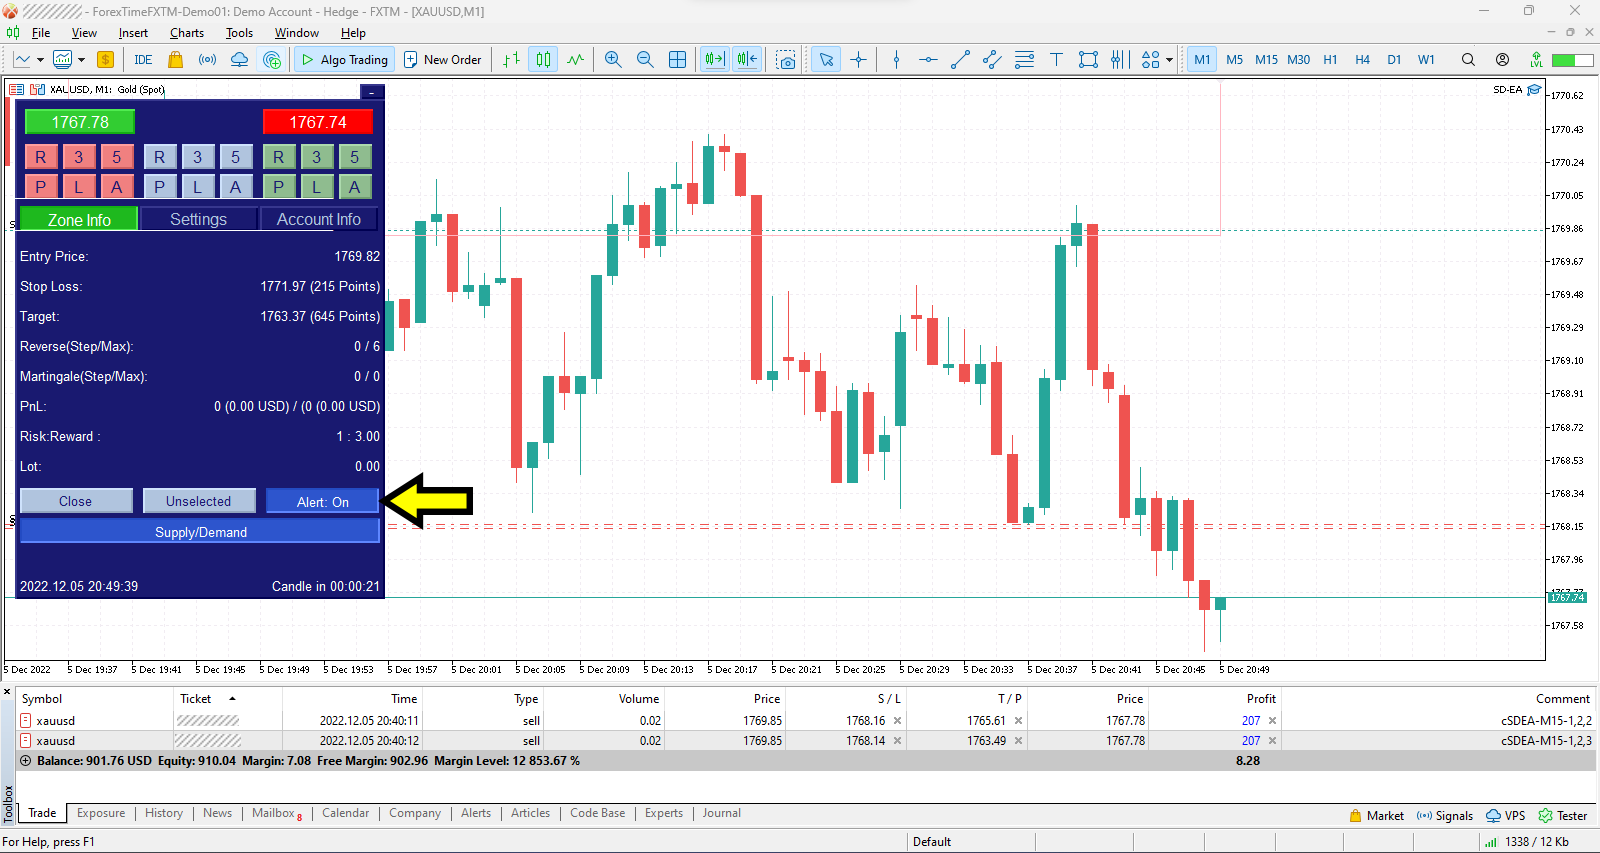 - ForexTimeFXTM-Demo01: Demo Account - Hedge - FXTM - [XAUUSD,M1]
File View Insert Charts Tools Window Help
IDE Algo Trading New Order M1 M5 M15 M30 H1 H4 D1 W1 LVL
XAUUSD, M1: Gold (Spot)
SD-EA
1767.78 1767.74
R 3 5 R 3 5 R 3 5
P L A P L A P L A
Zone Info Settings Account Info
Entry Price: 1769.82
Stop Loss: 1771.97 (215 Points)
Target: 1763.37 (645 Points)
Reverse(Step/Max): 0 / 6
Martingale(Step/Max): 0 / 0
PnL: 0 (0.00 USD) / (0 (0.00 USD)
Risk:Reward : 1 : 3.00
Lot: 0.00
Close Unselected Alert: On
Supply/Demand
2022.12.05 20:49:39 Candle in 00:00:21
1770.62
1770.43
1770.24
1770.05
1769.86
1769.67
1769.48
1769.29
1769.10
1768.91
1768.72
1768.53
1768.34
1768.15
1767.96
1767.74
1767.58
5 Dec 2022 5 Dec 19:37 5 Dec 19:41 5 Dec 19:45 5 Dec 19:49 5 Dec 19:53 5 Dec 19:57 5 Dec 20:01 5 Dec 20:05 5 Dec 20:09 5 Dec 20:13 5 Dec 20:17 5 Dec 20:21 5 Dec 20:25 5 Dec 20:29 5 Dec 20:33 5 Dec 20:37 5 Dec 20:41 5 Dec 20:45 5 Dec 20:49
Symbol Ticket Time Type Volume Price S / L T / P Price Profit Comment
xauusd 2022.12.05 20:40:11 sell 0.02 1769.85 1768.16 1765.61 1767.78 207 cSDEA-M15-1,2,2
xauusd 2022.12.05 20:40:12 sell 0.02 1769.85 1768.14 1763.49 1767.78 207 cSDEA-M15-1,2,3
Balance: 901.76 USD Equity: 910.04 Margin: 7.08 Free Margin: 902.96 Margin Level: 12 853.67 % 8.28
Toolbox
Trade Exposure History News Mailbox 8 Calendar Company Alerts Articles Code Base Experts Journal
Market Signals VPS Tester
For Help, press F1 Default 1338 / 12 Kb